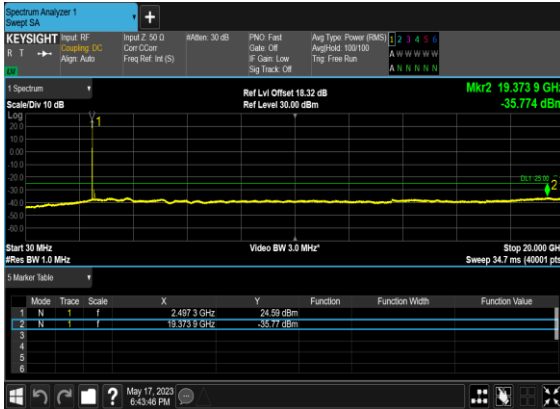 Spectrum Analyzer 1
Swept SA
+
KEYSIGHT Input: RF Input Z: 50 Ω #Atten: 30 dB PNO: Fast Avg Type: Power (RMS) 1 2 3 4 5 6
R T Coupling: DC Corr CCorr Gate: Off Avg|Hold: 100/100 A W W W W W
Align: Auto Freq Ref: Int (S) IF Gain: Low Trig: Free Run
Sig Track: Off A N N N N N
1 Spectrum Ref Lvl Offset 18.32 dB Mkr2 19.373 9 GHz
Scale/Div 10 dB Ref Level 30.00 dBm -35.774 dBm
Log
1
20.0
10.0
0.00
-10.0
-20.0
DL1 25.00
-30.0
2
-40.0
-50.0
-60.0
Start 30 MHz Video BW 3.0 MHz* Stop 20.000 GH
#Res BW 1.0 MHz Sweep 34.7 ms (40001 pts
5 Marker Table
Mode Trace Scale X Y Function Function Width Function Value
1 N 1 f 2.497 3 GHz 24.59 dBm
2 N 1 f 19.373 9 GHz -35.77 dBm
3
4
5
6
? May 17, 2023
6:43:46 PM